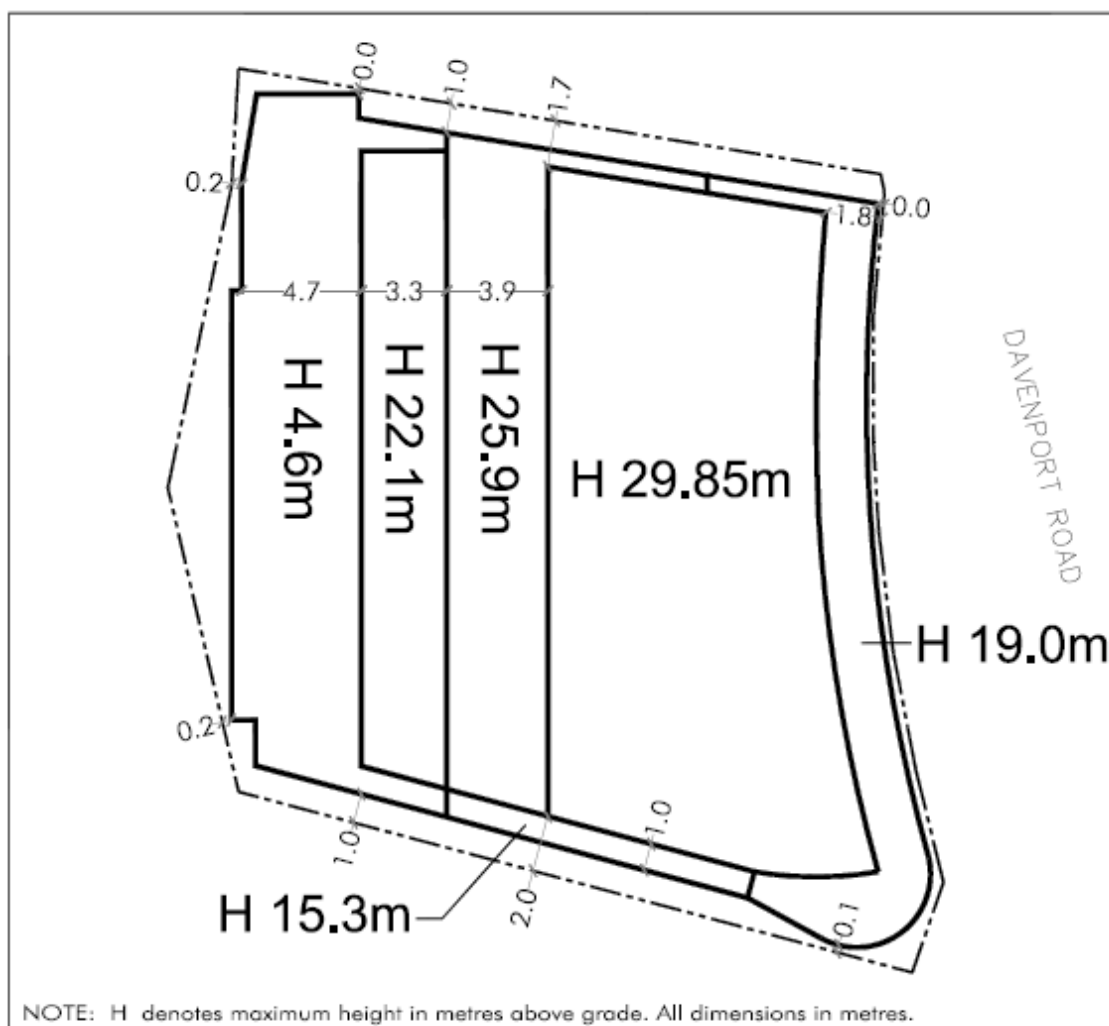 0.0
1.0
1.7
0.2
1.8
0.0
4.7
3.3
3.9
DAVENPORT ROAD
H 4.6m
H 22.1m
H 25.9m
H 29.85m
H 19.0m
0.2
1.0
1.0
2.0
H 15.3m
0.1
NOTE: H denotes maximum height in metres above grade. All dimensions in metres.